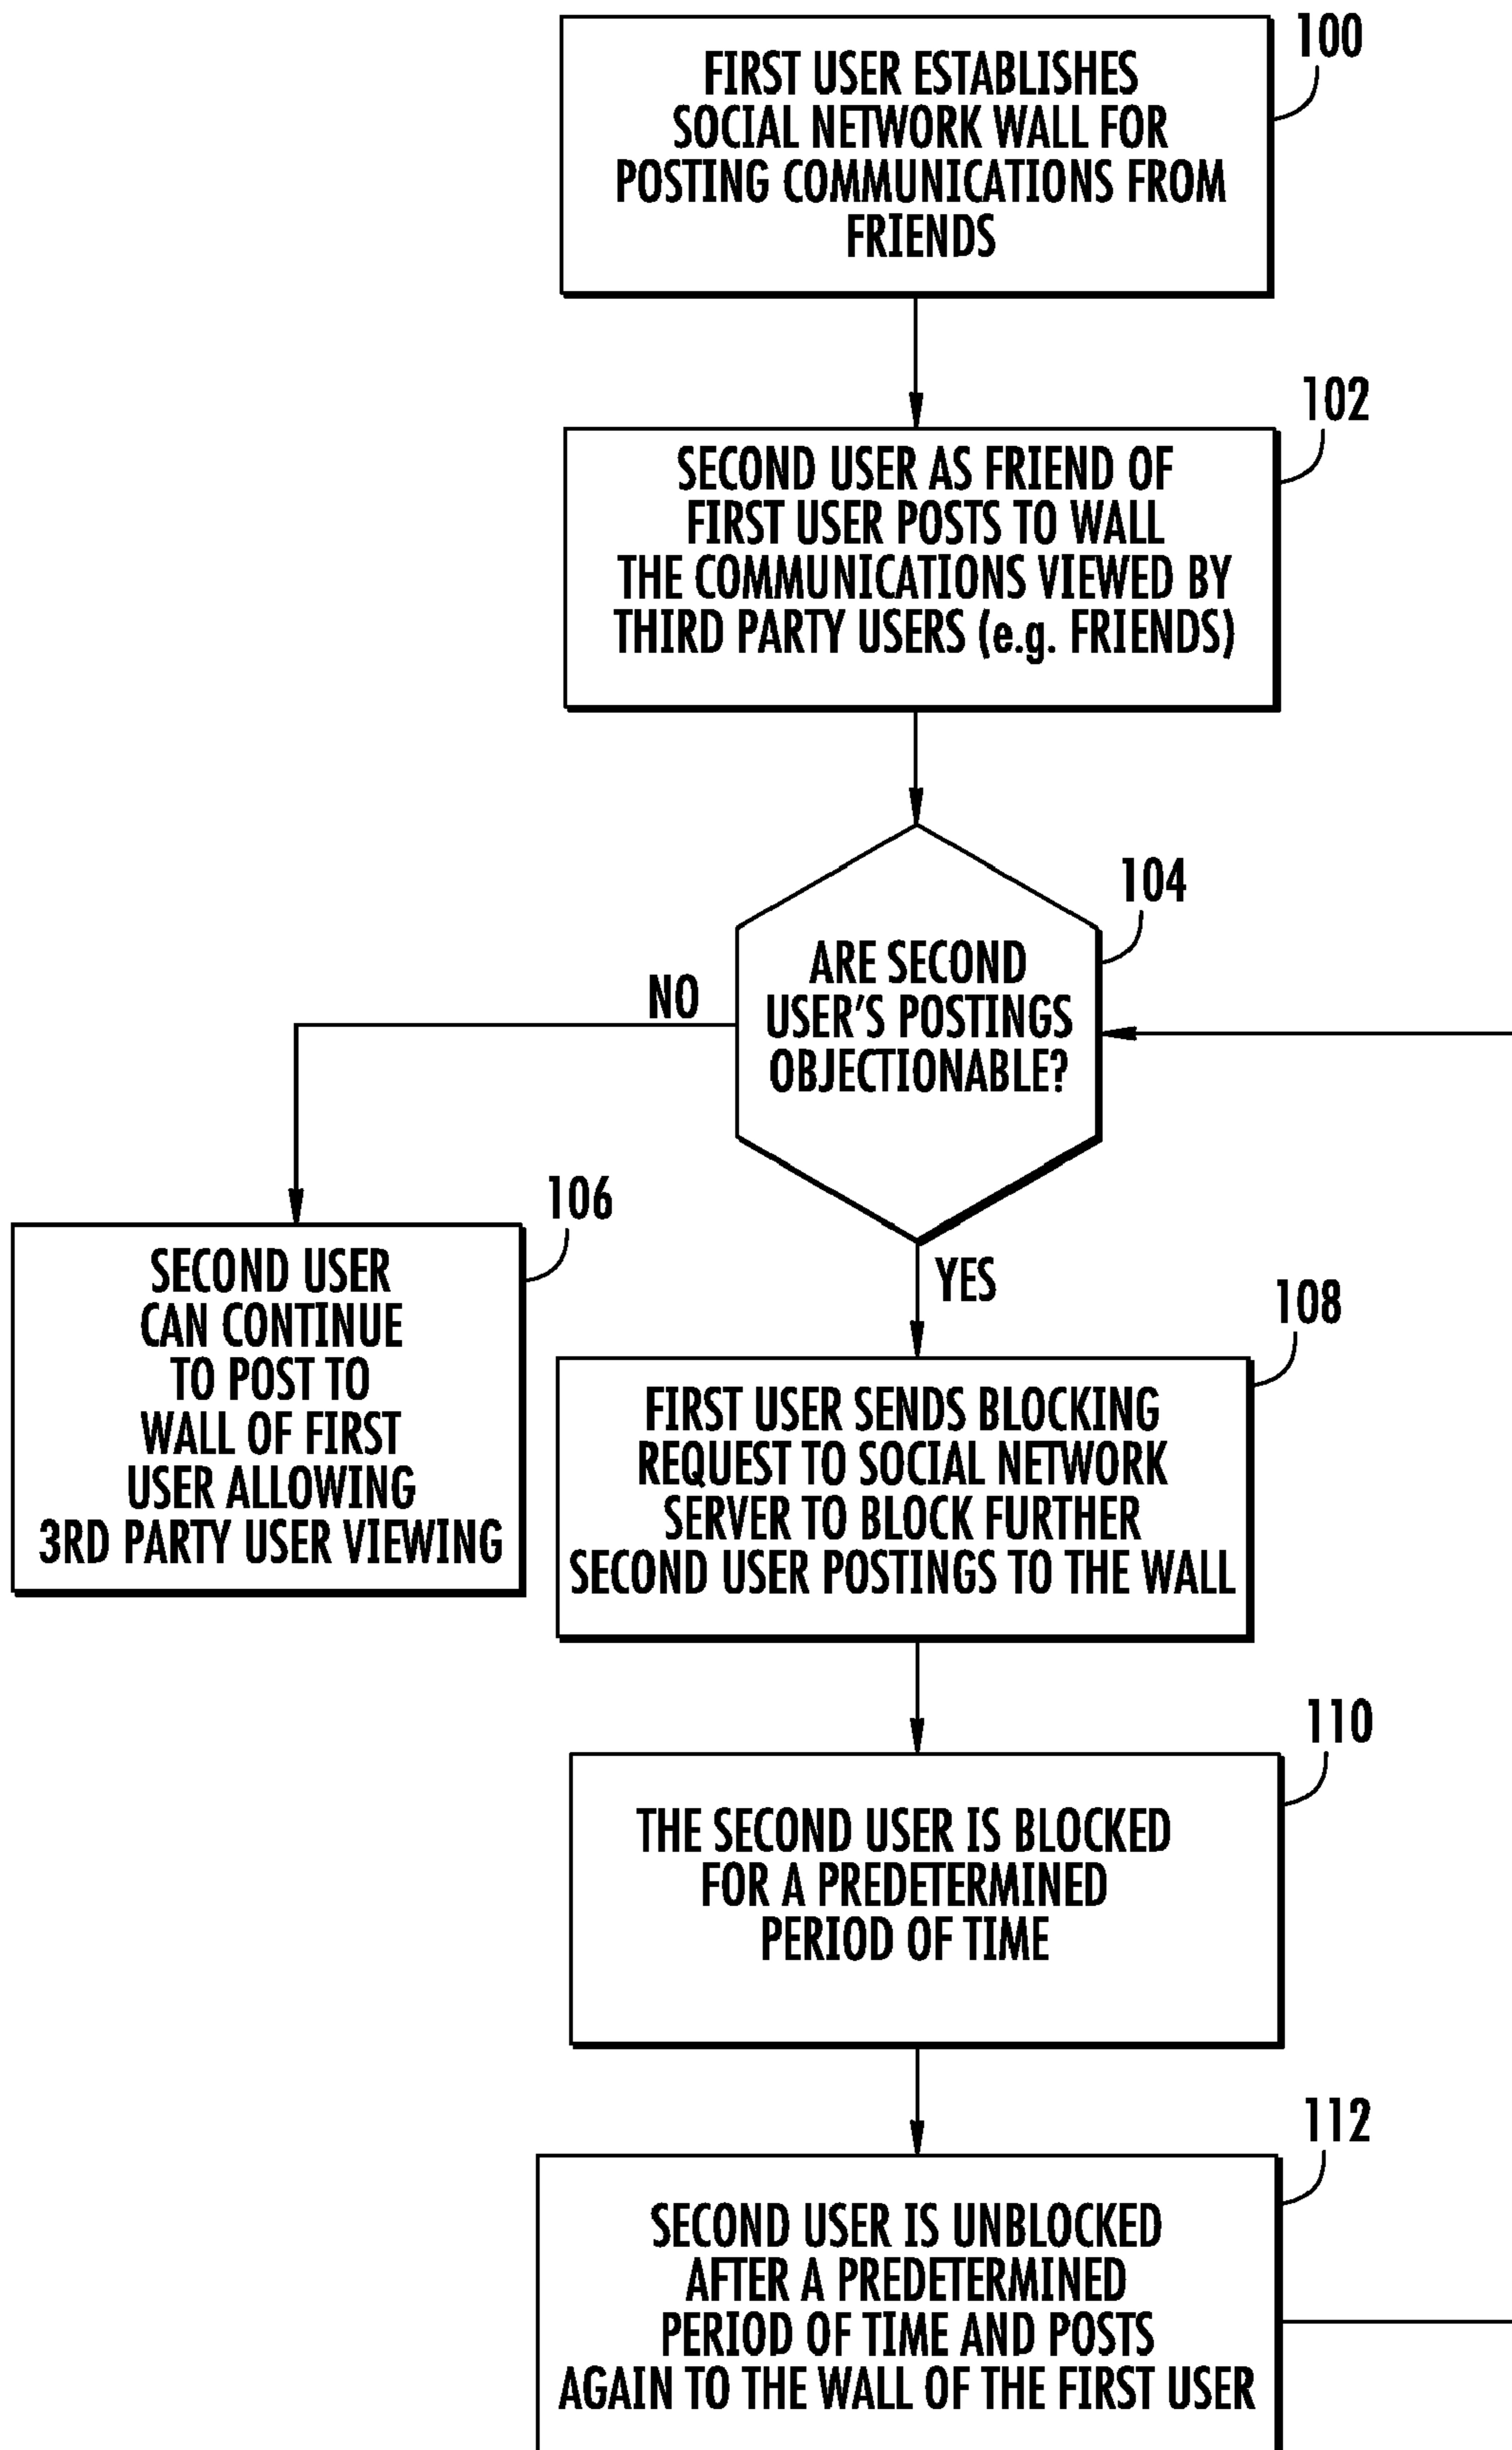 100
FIRST USER ESTABLISHES
SOCIAL NETWORK WALL FOR
POSTING COMMUNICATIONS FROM
FRIENDS
102
SECOND USER AS FRIEND OF
FIRST USER POSTS TO WALL
THE COMMUNICATIONS VIEWED BY
THIRD PARTY USERS (e.g. FRIENDS)
104
ARE SECOND
USER'S POSTINGS
OBJECTIONABLE?
NO
106
SECOND USER
CAN CONTINUE
TO POST TO
WALL OF FIRST
USER ALLOWING
3RD PARTY USER VIEWING
YES
108
FIRST USER SENDS BLOCKING
REQUEST TO SOCIAL NETWORK
SERVER TO BLOCK FURTHER
SECOND USER POSTINGS TO THE WALL
110
THE SECOND USER IS BLOCKED
FOR A PREDETERMINED
PERIOD OF TIME
112
SECOND USER IS UNBLOCKED
AFTER A PREDETERMINED
PERIOD OF TIME AND POSTS
AGAIN TO THE WALL OF THE FIRST USER